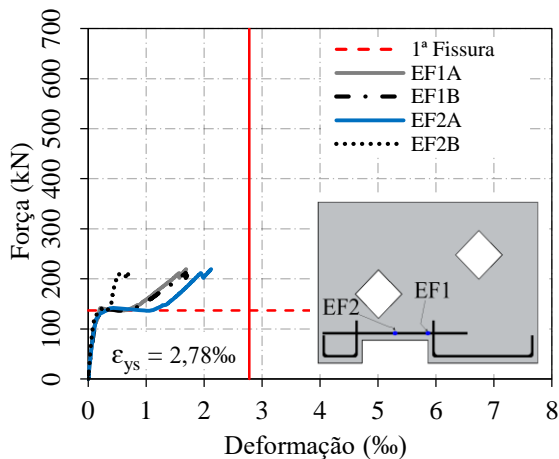 Força (kN)
700
600
500
400
300
200
100
0
1ª Fissura
EF1A
EF1B
EF2A
EF2B
EF2
EF1
εys = 2,78‰
0 1 2 3 4 5 6 7 8
Deformação (‰)